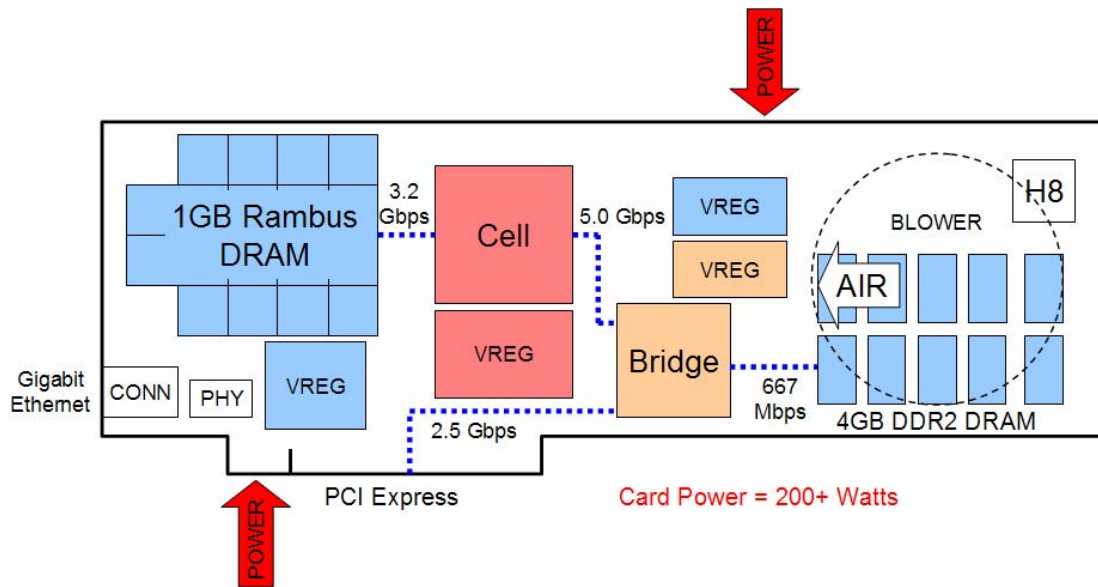 POWER
1GB Rambus
DRAM
3.2
Gbps
Cell
5.0 Gbps
VREG
VREG
BLOWER
H8
AIR
VREG
Bridge
667
Mbps
4GB DDR2 DRAM
Gigabit
Ethernet
CONN
PHY
VREG
2.5 Gbps
PCI Express
Card Power = 200+ Watts
POWER